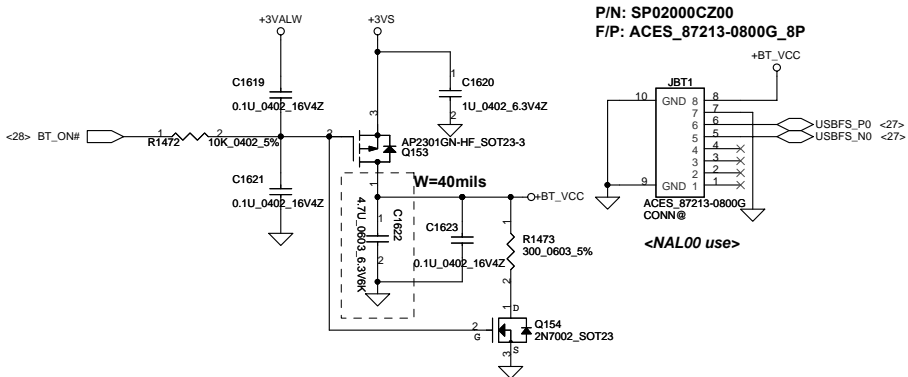 P/N: SP02000CZ00
F/P: ACES_87213-0800G_8P
+3VALW
+3VS
+BT_VCC
C1619
0.1U_0402_16V4Z
1
C1620
1U_0402_6.3V4Z
2
3
<28> BT_ON#
1
R1472
2
10K_0402_5%
2
AP2301GN-HF_SOT23-3
Q153
1
C1621
0.1U_0402_16V4Z
W=40mils
+BT_VCC
1
C1622
4.7U_0603_6.3V6K
2
C1623
0.1U_0402_16V4Z
1
R1473
300_0603_5%
2
1
D
2
G
Q154
2N7002_SOT23
3
S
JBT1
10
GND
8
8
7
7
6
6
USBFS_P0 <27>
5
5
USBFS_N0 <27>
4
4
3
3
2
2
9
GND
1
1
ACES_87213-0800G
CONN@
<NAL00 use>